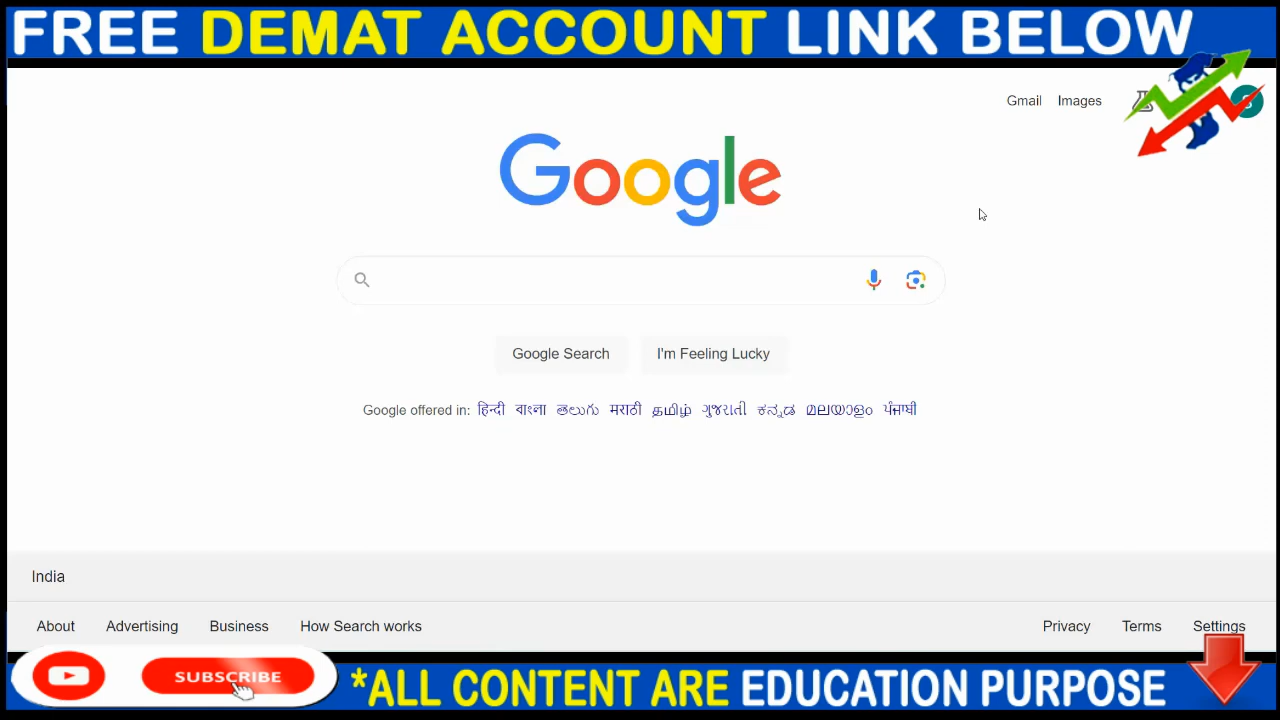 FREE DEMAT ACCOUNT LINK BELOW
Gmail Images
Google
Google Search I'm Feeling Lucky
Google offered in: हिन्दी বাংলা తెలుగు मराठी தமிழ் ગુજરાતી ಕನ್ನಡ മലയാളം ਪੰਜਾਬੀ
India
About Advertising Business How Search works Privacy Terms Settings
SUBSCRIBE
*ALL CONTENT ARE EDUCATION PURPOSE